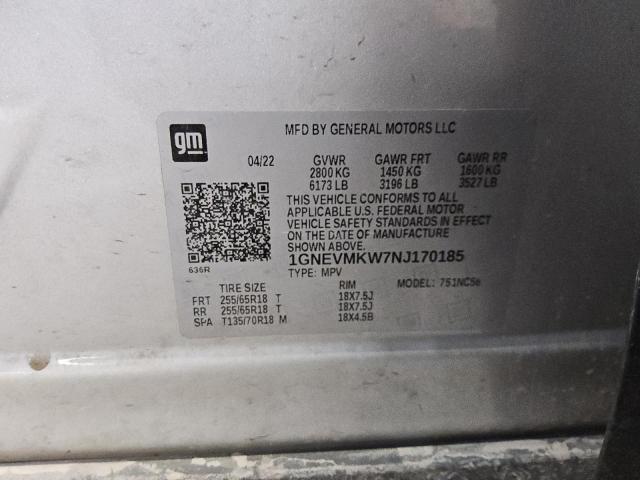 gm
MFD BY GENERAL MOTORS LLC
04/22 GVWR GAWR FRT GAWR RR
2800 KG 1450 KG 1600 KG
6173 LB 3196 LB 3527 LB
THIS VEHICLE CONFORMS TO ALL
APPLICABLE U.S. FEDERAL MOTOR
VEHICLE SAFETY STANDARDS IN EFFECT
ON THE DATE OF MANUFACTURE
SHOWN ABOVE.
636R
1GNEVMKW7NJ170185
TYPE: MPV MODEL: 751NC56
TIRE SIZE RIM
FRT 255/65R18 T 18X7.5J
RR 255/65R18 T 18X7.5J
SPA T135/70R18 M 18X4.5B